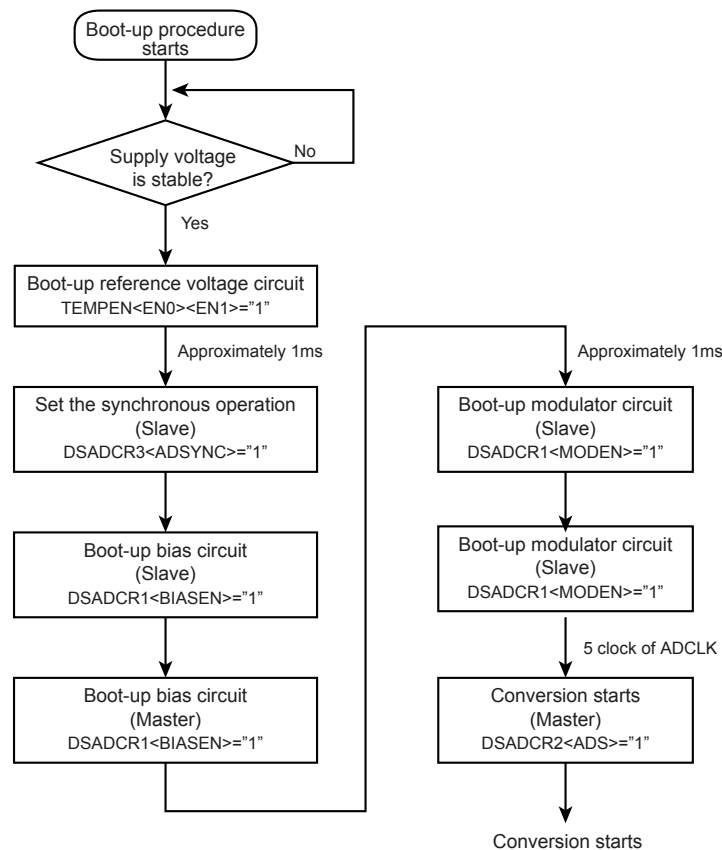 Boot-up procedure
starts
Supply voltage
is stable?
No
Yes
Boot-up reference voltage circuit
TEMPEN<EN0><EN1>="1"
Approximately 1ms
Set the synchronous operation
(Slave)
DSADCR3<ADSYNC>="1"
Boot-up bias circuit
(Slave)
DSADCR1<BIASEN>="1"
Boot-up bias circuit
(Master)
DSADCR1<BIASEN>="1"
Approximately 1ms
Boot-up modulator circuit
(Slave)
DSADCR1<MODEN>="1"
Boot-up modulator circuit
(Slave)
DSADCR1<MODEN>="1"
5 clock of ADCLK
Conversion starts
(Master)
DSADCR2<ADS>="1"
Conversion starts